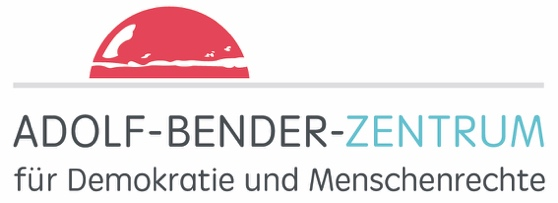 ADOLF-BENDER-ZENTRUM
für Demokratie und Menschenrechte